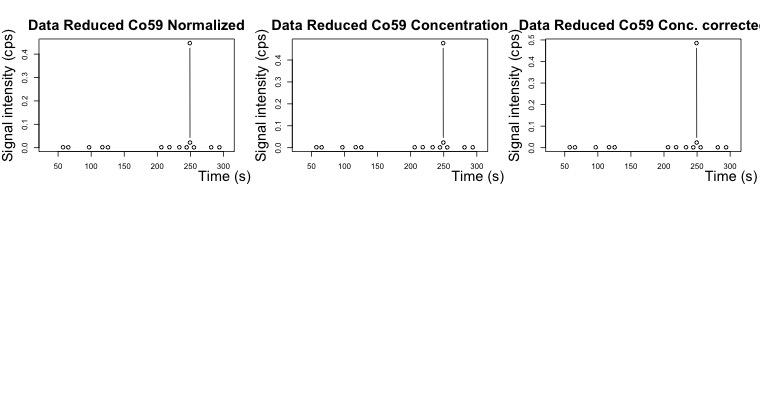 Data Reduced Co59 Normalized
Signal intensity (cps)
0.0 0.1 0.2 0.3 0.4
50 100 150 200 250 300
Time (s)
Data Reduced Co59 Concentration
Signal intensity (cps)
0.0 0.1 0.2 0.3 0.4
50 100 150 200 250 300
Time (s)
Data Reduced Co59 Conc. corrected
Signal intensity (cps)
0.0 0.1 0.2 0.3 0.4 0.5
50 100 150 200 250 300
Time (s)